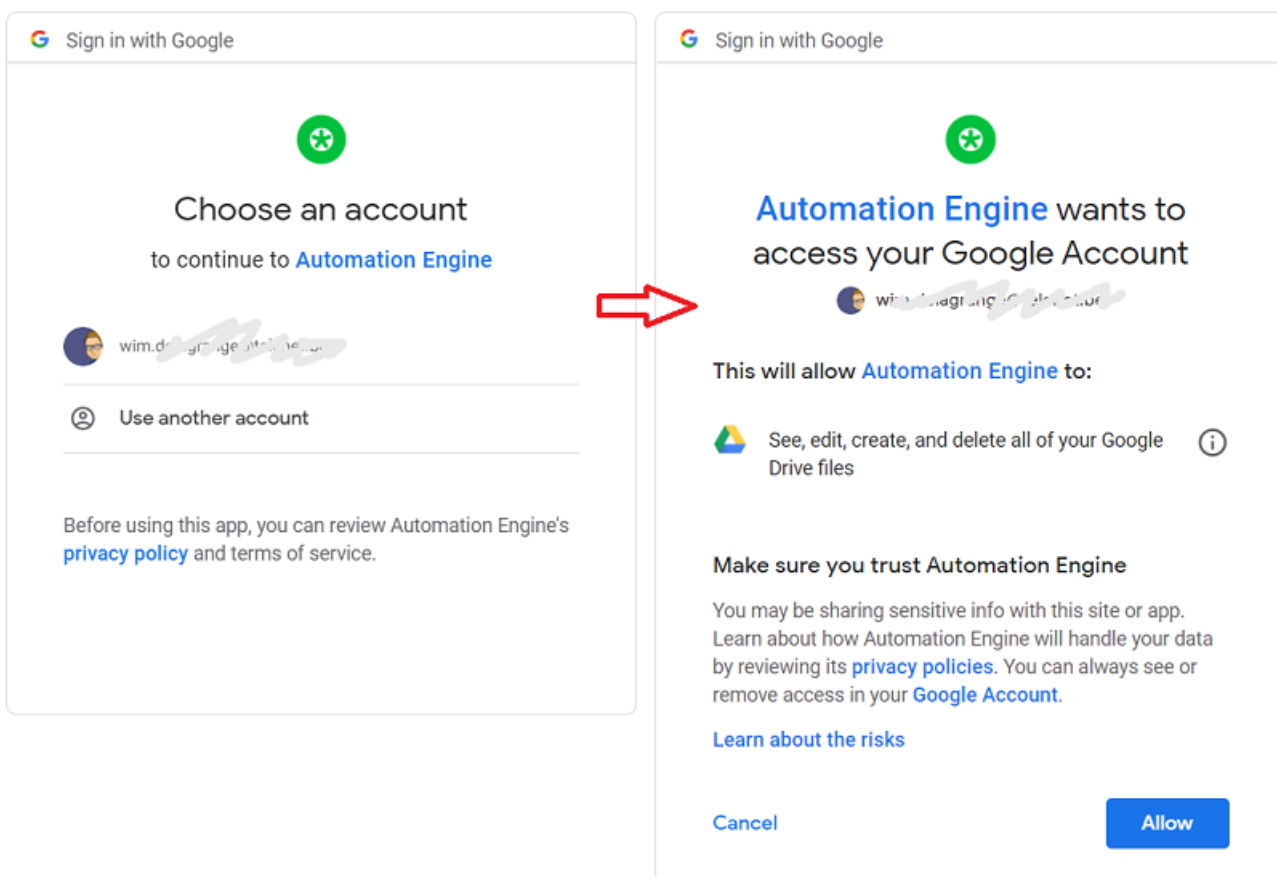 Sign in with Google
Choose an account
to continue to Automation Engine
Use another account
Before using this app, you can review Automation Engine's
privacy policy and terms of service.
Sign in with Google
Automation Engine wants to
access your Google Account
This will allow Automation Engine to:
See, edit, create, and delete all of your Google
Drive files
Make sure you trust Automation Engine
You may be sharing sensitive info with this site or app.
Learn about how Automation Engine will handle your data
by reviewing its privacy policies. You can always see or
remove access in your Google Account.
Learn about the risks
Cancel
Allow